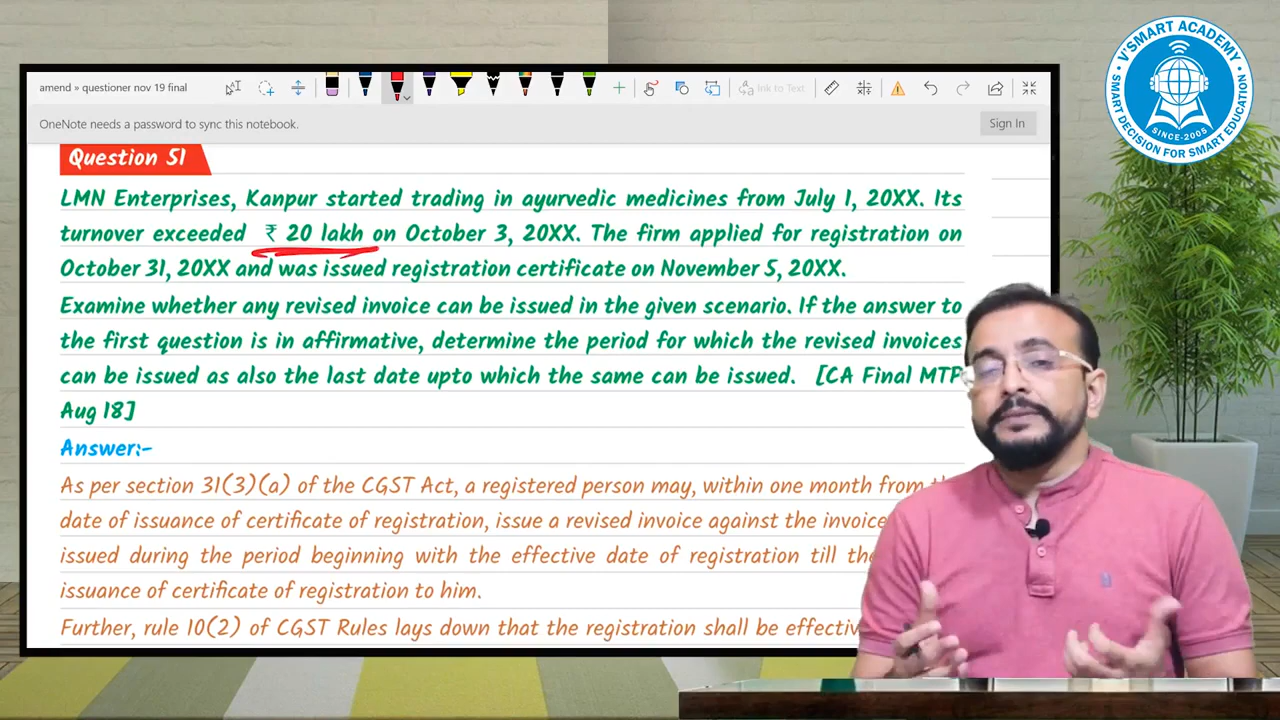 amend » questioner nov 19 final
Ink to Text
OneNote needs a password to sync this notebook.
Sign In
Question 51
LMN Enterprises, Kanpur started trading in ayurvedic medicines from July 1, 20XX. Its
turnover exceeded ₹ 20 lakh on October 3, 20XX. The firm applied for registration on
October 31, 20XX and was issued registration certificate on November 5, 20XX.
Examine whether any revised invoice can be issued in the given scenario. If the answer to
the first question is in affirmative, determine the period for which the revised invoices
can be issued as also the last date upto which the same can be issued. [CA Final MTP
Aug 18]
Answer:-
As per section 31(3)(a) of the CGST Act, a registered person may, within one month from
date of issuance of certificate of registration, issue a revised invoice against the invoice
issued during the period beginning with the effective date of registration till
issuance of certificate of registration to him.
Further, rule 10(2) of CGST Rules lays down that the registration shall be
V'SMART ACADEMY
SMART DECISION FOR SMART EDUCATION
SINCE-2005